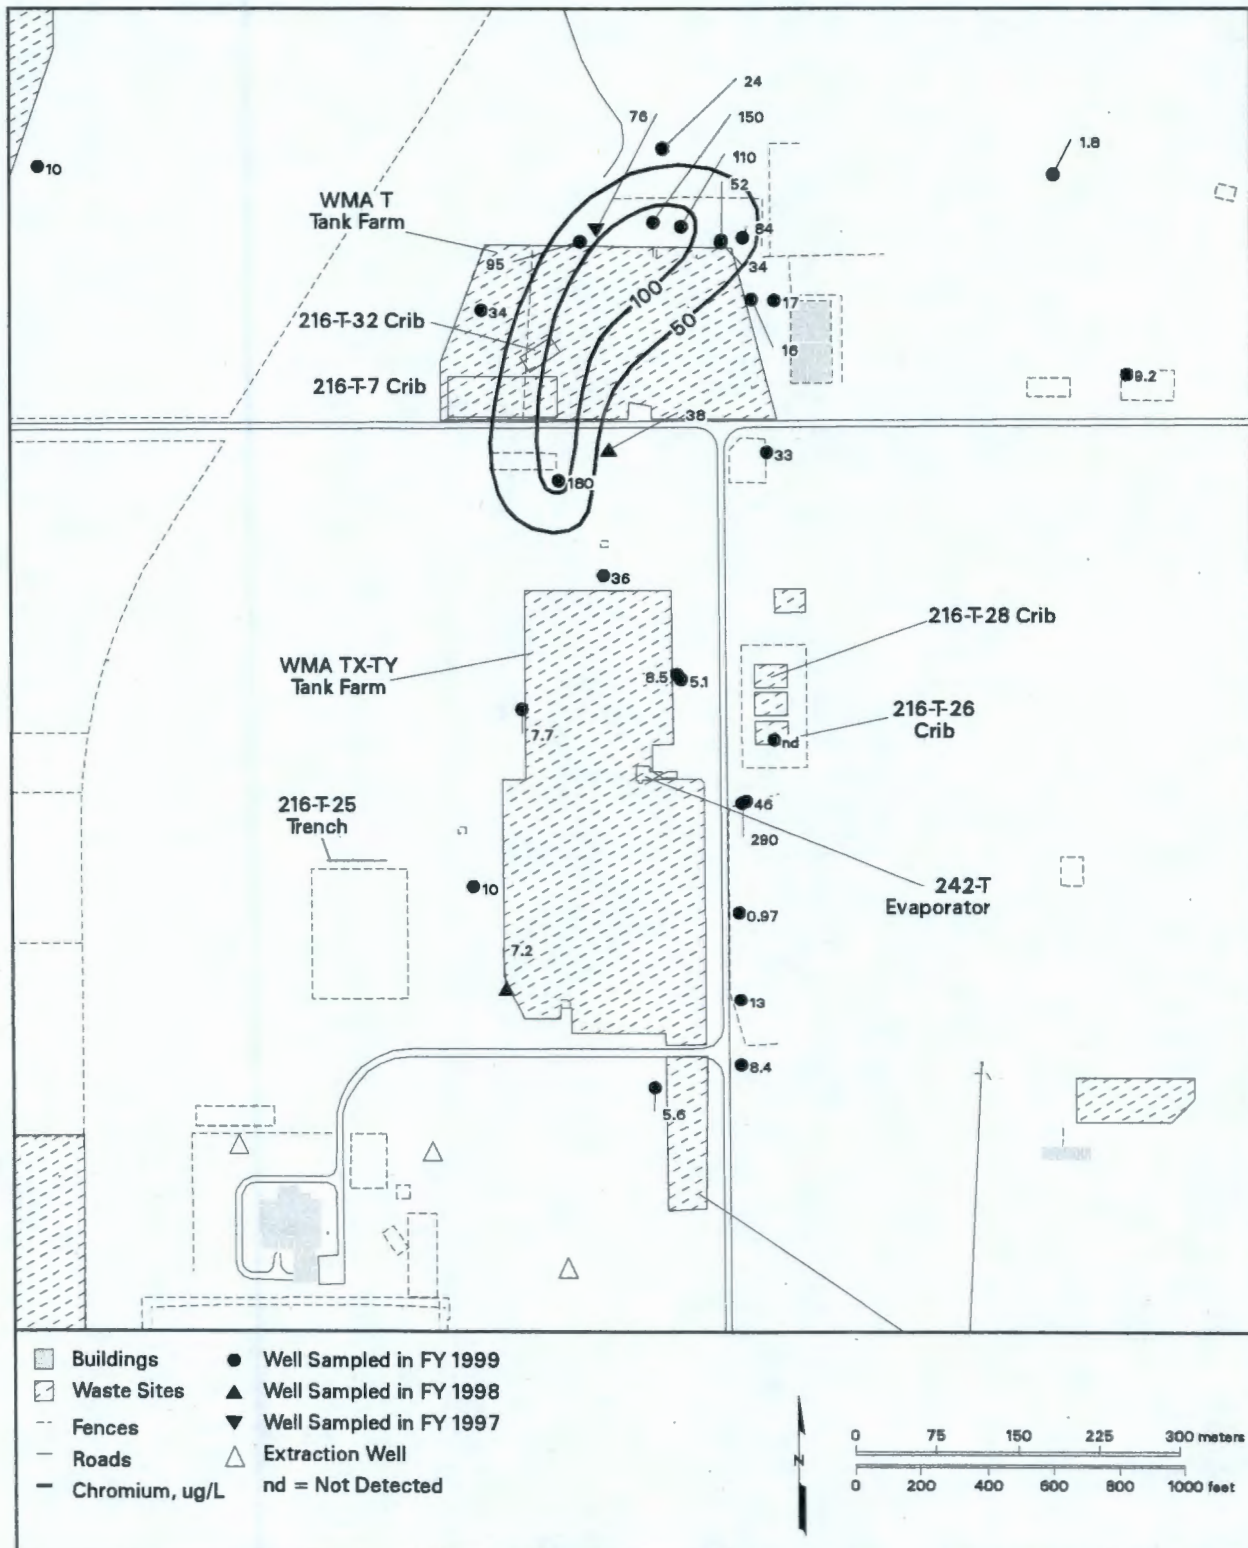 24
76
150
110
1.8
10
52
WMA T
Tank Farm
84
95
34
100
34
17
216-T-32 Crib
50
16
216-T-7 Crib
9.2
38
33
180
36
216-T-28 Crib
WMA TX-TY
Tank Farm
8.5
5.1
216-T-26
Crib
7.7
nd
216-T-25
Trench
46
290
10
242-T
Evaporator
0.97
7.2
13
8.4
5.6
Buildings
Waste Sites
Fences
Roads
Chromium, ug/L
Well Sampled in FY 1999
Well Sampled in FY 1998
Well Sampled in FY 1997
Extraction Well
nd = Not Detected
N
0 75 150 225 300 meters
0 200 400 600 800 1000 feet